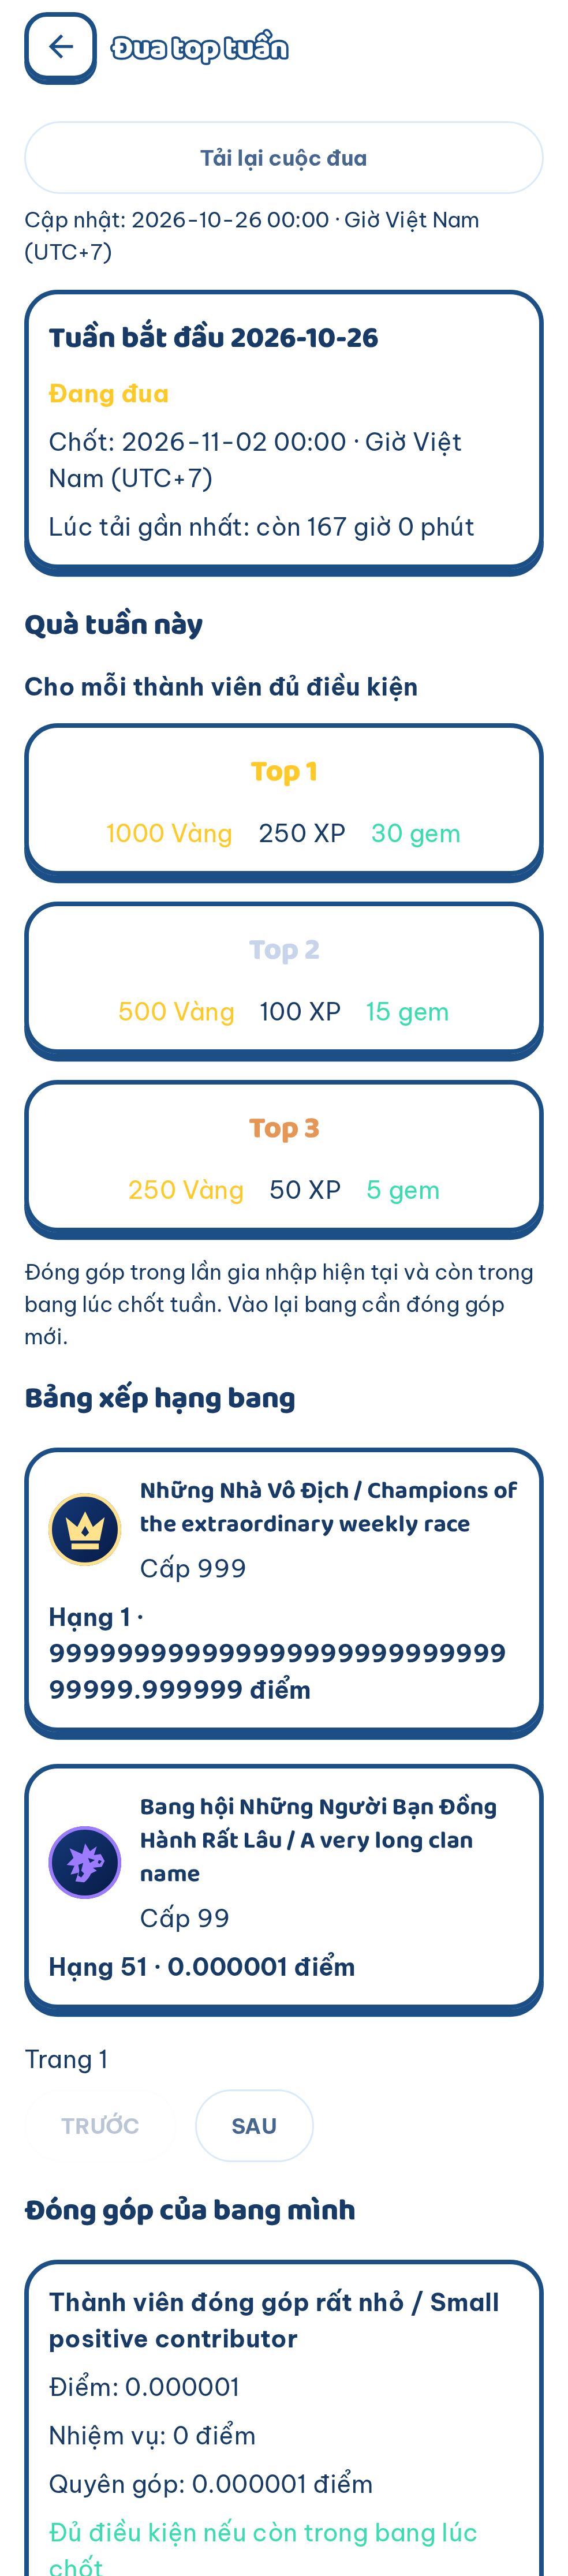 Đua top tuần
Tải lại cuộc đua
Cập nhật: 2026-10-26 00:00 · Giờ Việt Nam
(UTC+7)
Tuần bắt đầu 2026-10-26
Đang đua
Chốt: 2026-11-02 00:00 · Giờ Việt
Nam (UTC+7)
Lúc tải gần nhất: còn 167 giờ 0 phút
Quà tuần này
Cho mỗi thành viên đủ điều kiện
Top 1
1000 Vàng 250 XP 30 gem
Top 2
500 Vàng 100 XP 15 gem
Top 3
250 Vàng 50 XP 5 gem
Đóng góp trong lần gia nhập hiện tại và còn trong
bang lúc chốt tuần. Vào lại bang cần đóng góp
mới.
Bảng xếp hạng bang
Những Nhà Vô Địch / Champions of
the extraordinary weekly race
Cấp 999
Hạng 1 ·
999999999999999999999999999
99999.999999 điểm
Bang hội Những Người Bạn Đồng
Hành Rất Lâu / A very long clan
name
Cấp 99
Hạng 51 · 0.000001 điểm
Trang 1
TRƯỚC SAU
Đóng góp của bang mình
Thành viên đóng góp rất nhỏ / Small
positive contributor
Điểm: 0.000001
Nhiệm vụ: 0 điểm
Quyên góp: 0.000001 điểm
Đủ điều kiện nếu còn trong bang lúc
chốt